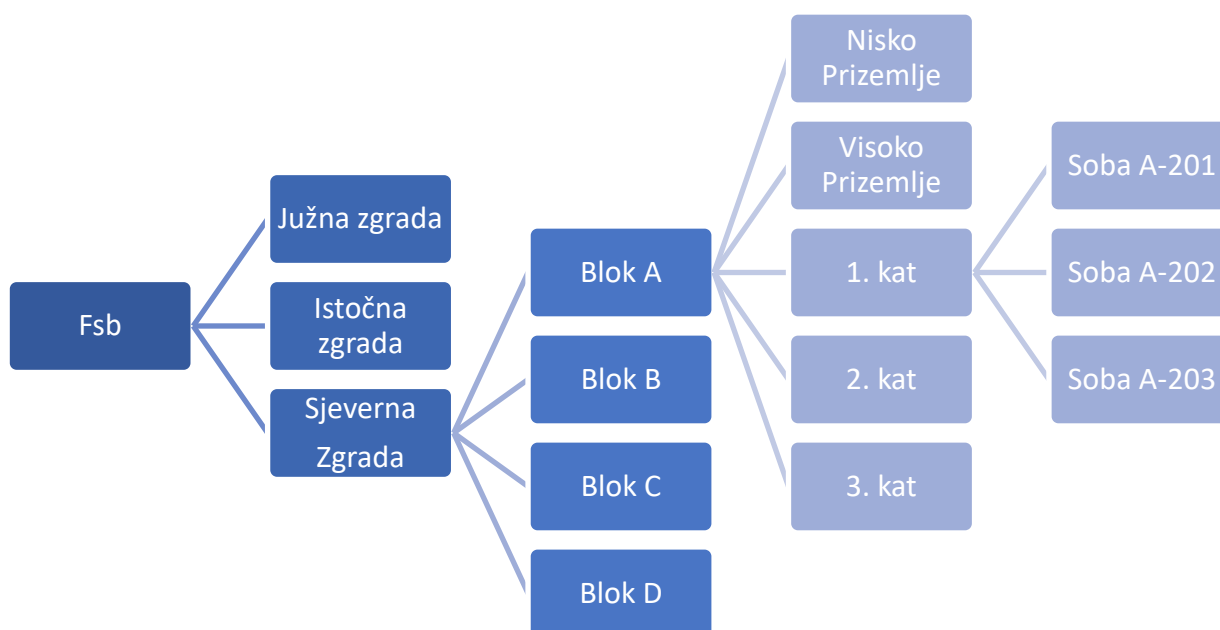 Fsb
Južna zgrada
Istočna
zgrada
Sjeverna
Zgrada
Blok A
Blok B
Blok C
Blok D
Nisko
Prizemlje
Visoko
Prizemlje
1. kat
2. kat
3. kat
Soba A-201
Soba A-202
Soba A-203